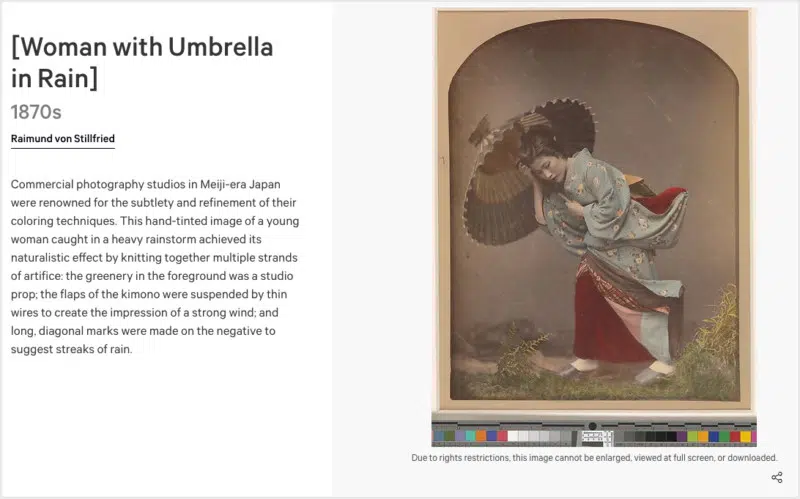 [Woman with Umbrella
in Rain]
1870s
Raimund von Stillfried
Commercial photography studios in Meiji-era Japan
were renowned for the subtlety and refinement of their
coloring techniques. This hand-tinted image of a young
woman caught in a heavy rainstorm achieved its
naturalistic effect by knitting together multiple strands
of artifice: the greenery in the foreground was a studio
prop; the flaps of the kimono were suspended by thin
wires to create the impression of a strong wind; and
long, diagonal marks were made on the negative to
suggest streaks of rain.
Due to rights restrictions, this image cannot be enlarged, viewed at full screen, or downloaded.